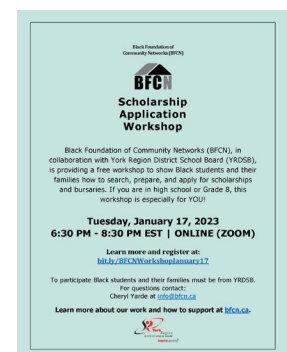 Black Foundation of
Community Networks (BFCN)
BFCN
Scholarship
Application
Workshop
Black Foundation of Community Networks (BFCN), in
collaboration with York Region District School Board (YRDSB),
is providing a free workshop to show Black students and their
families how to search, prepare, and apply for scholarships
and bursaries. If you are in high school or Grade 8, this
workshop is especially for YOU!
Tuesday, January 17, 2023
6:30 PM - 8:30 PM EST | ONLINE (ZOOM)
Learn more and register at:
bit.ly/BFCNWorkshopJanuary17
To participate Black students and their families must be from YRDSB.
For questions contact:
Cheryl Yarde at info@bfcn.ca
Learn more about our work and how to support at bfcn.ca.
York Region